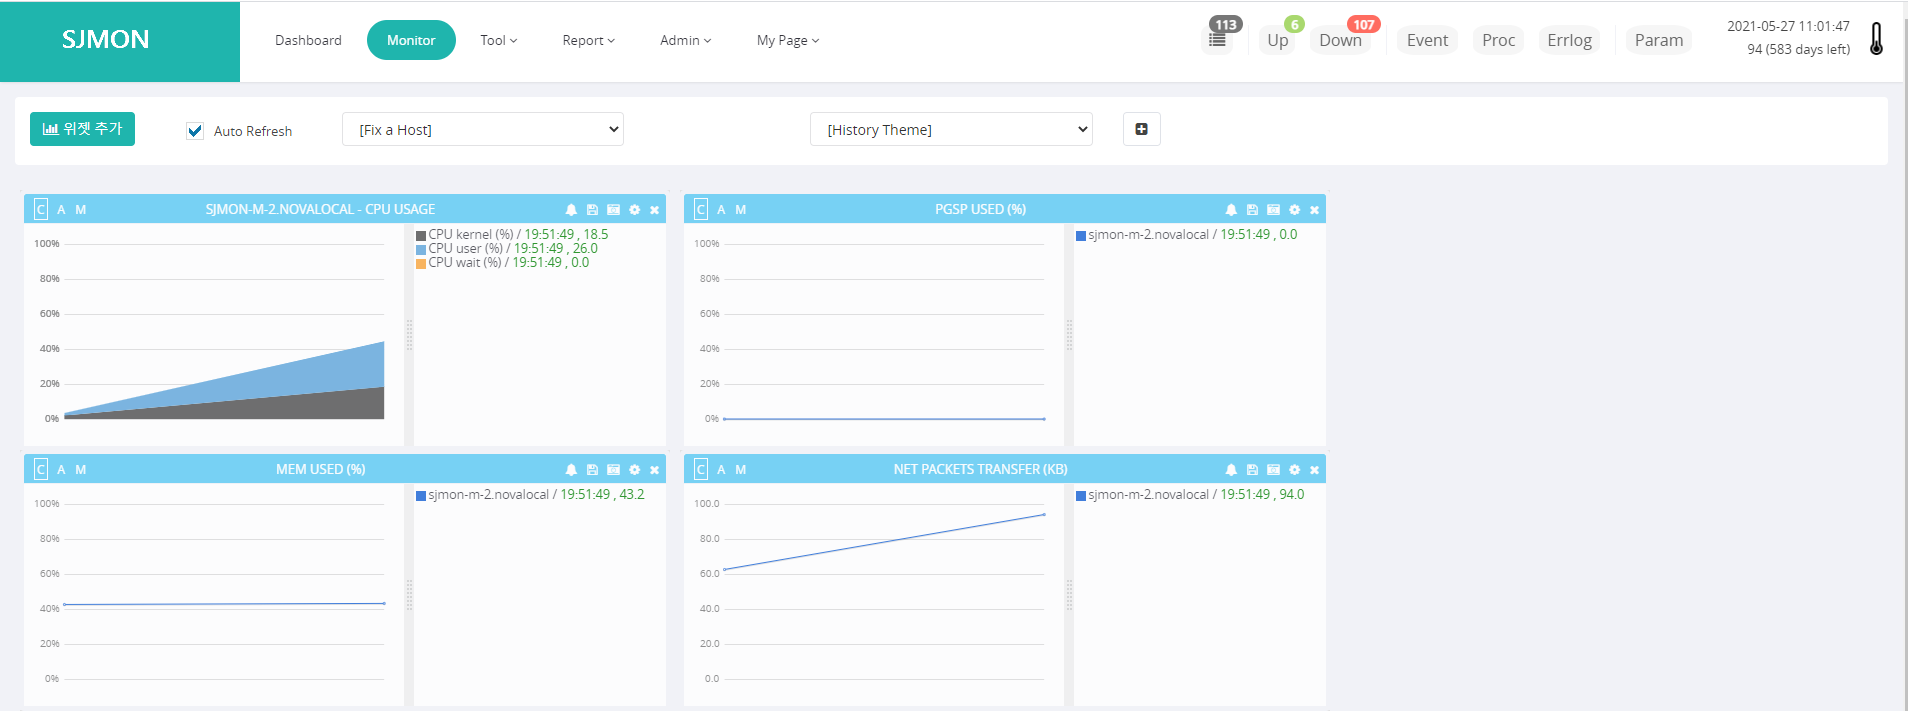 SJMON
Dashboard
Monitor
Tool
Report
Admin
My Page
113
Up
6
Down
107
Event
Proc
Errlog
Param
2021-05-27 11:01:47
94 (583 days left)
위젯 추가
Auto Refresh
[Fix a Host]
[History Theme]
C A M
SJMON-M-2.NOVALOCAL - CPU USAGE
100%
80%
60%
40%
20%
0%
CPU kernel (%) / 19:51:49 , 18.5
CPU user (%) / 19:51:49 , 26.0
CPU wait (%) / 19:51:49 , 0.0
C A M
PGSP USED (%)
100%
80%
60%
40%
20%
0%
sjmon-m-2.novalocal / 19:51:49 , 0.0
C A M
MEM USED (%)
100%
80%
60%
40%
20%
0%
sjmon-m-2.novalocal / 19:51:49 , 43.2
C A M
NET PACKETS TRANSFER (KB)
100.0
80.0
60.0
40.0
20.0
0.0
sjmon-m-2.novalocal / 19:51:49 , 94.0